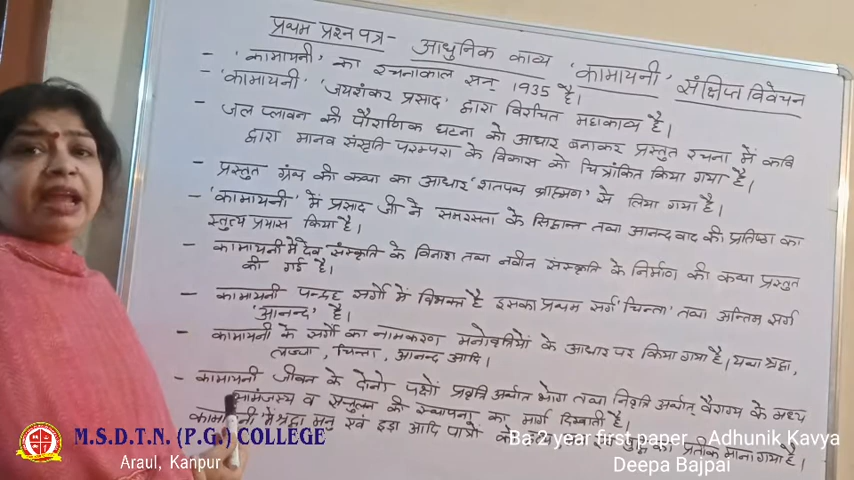 प्रथम प्रश्न पत्र - आधुनिक काव्य 'कामायनी' संक्षिप्त विवेचन
- 'कामायनी' का रचनाकाल सन् 1935 है।
- 'कामायनी' 'जयशंकर प्रसाद' द्वारा विरचित महाकाव्य है।
- जल प्लावन की पौराणिक घटना को आधार बनाकर प्रस्तुत रचना में कवि
द्वारा मानव संस्कृति परम्परा के विकास को चित्रांकित किया गया है।
- प्रस्तुत ग्रंथ की कथा का आधार 'शतपथ ब्राह्मण' से लिया गया है।
- 'कामायनी' में प्रसाद जी ने समरसता के सिद्धान्त तथा आनन्दवाद की प्रतिष्ठा का
स्तुत्य प्रयास किया है।
- कामायनी में देव संस्कृति के विनाश तथा नवीन संस्कृति के निर्माण की कथा प्रस्तुत
की गई है।
- कामायनी पन्द्रह सर्गों में विभक्त है इसका प्रथम सर्ग 'चिन्ता' तथा अन्तिम सर्ग
'आनन्द' है।
- कामायनी के सर्गों का नामकरण मनोवृत्तियों के आधार पर किया गया है। यथा श्रद्धा,
लज्जा, चिन्ता, आनन्द आदि।
- कामायनी जीवन के दोनो पक्षों प्रवृत्ति अर्थात भोग तथा निवृत्ति अर्थात् वैराग्य के मध्य
सामंजस्य व सन्तुलन की स्थापना का मार्ग दिखाती है।
कामायनी में श्रद्धा मनु एवं इड़ा आदि पात्रों का प्रतीक माना गया है।
M.S.D.T.N. (P.G.) COLLEGE
Araul, Kanpur
Ba 2 year first paper Adhunik Kavya
Deepa Bajpai